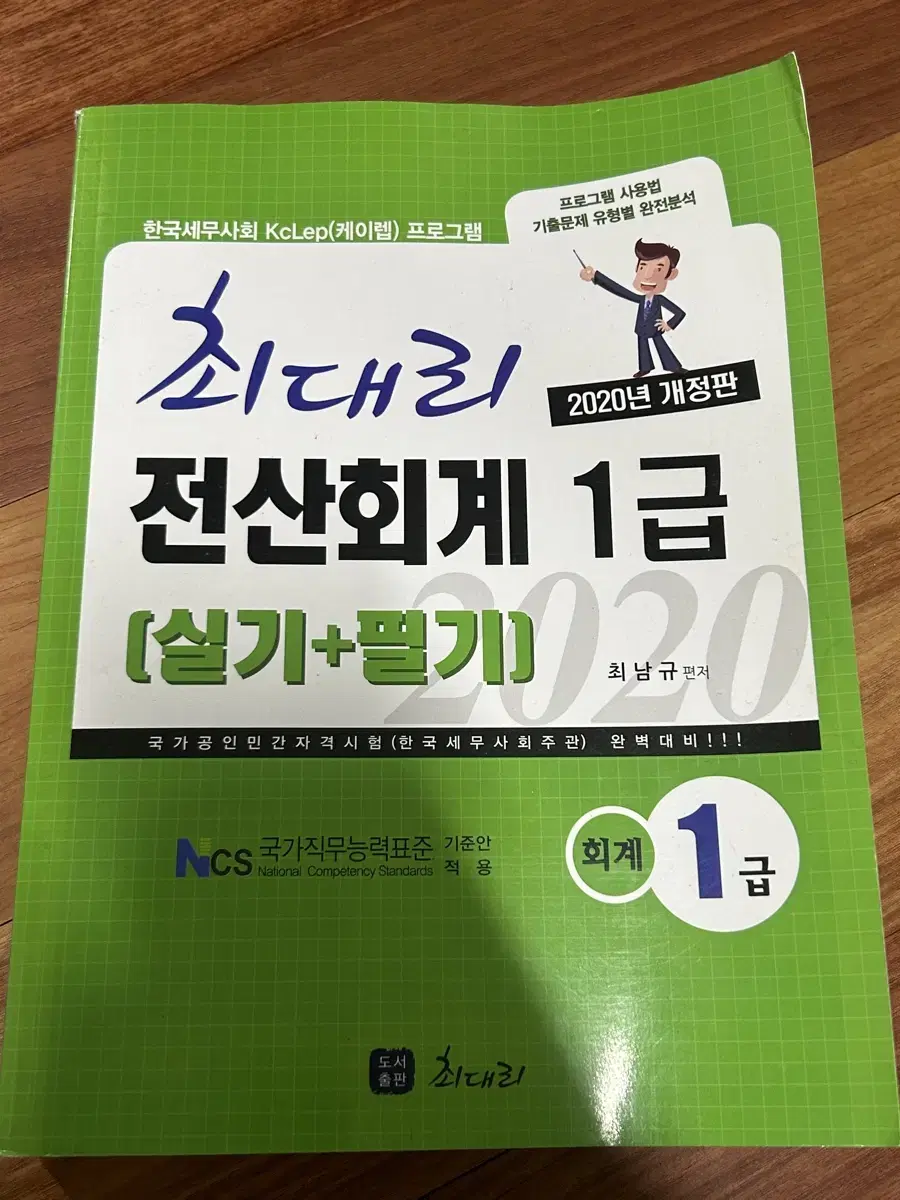 프로그램 사용법
기출문제 유형별 완전분석
한국세무사회 KcLep(케이렙) 프로그램
최대리
2020년 개정판
전산회계 1급
2020
(실기+필기)
최남규 편저
국가공인민간자격시험(한국세무사회주관) 완벽대비!!!
NCS 국가직무능력표준 기준안
National Competency Standards 적용
회계 1급
도서
출판 최대리